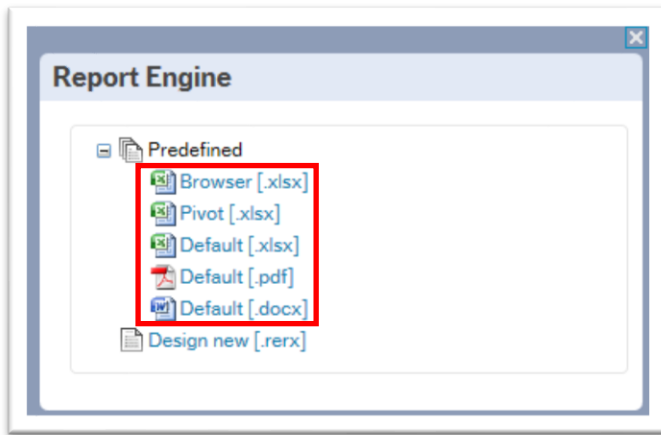 Report Engine
Predefined
Browser [.xlsx]
Pivot [.xlsx]
Default [.xlsx]
Default [.pdf]
Default [.docx]
Design new [.rerx]